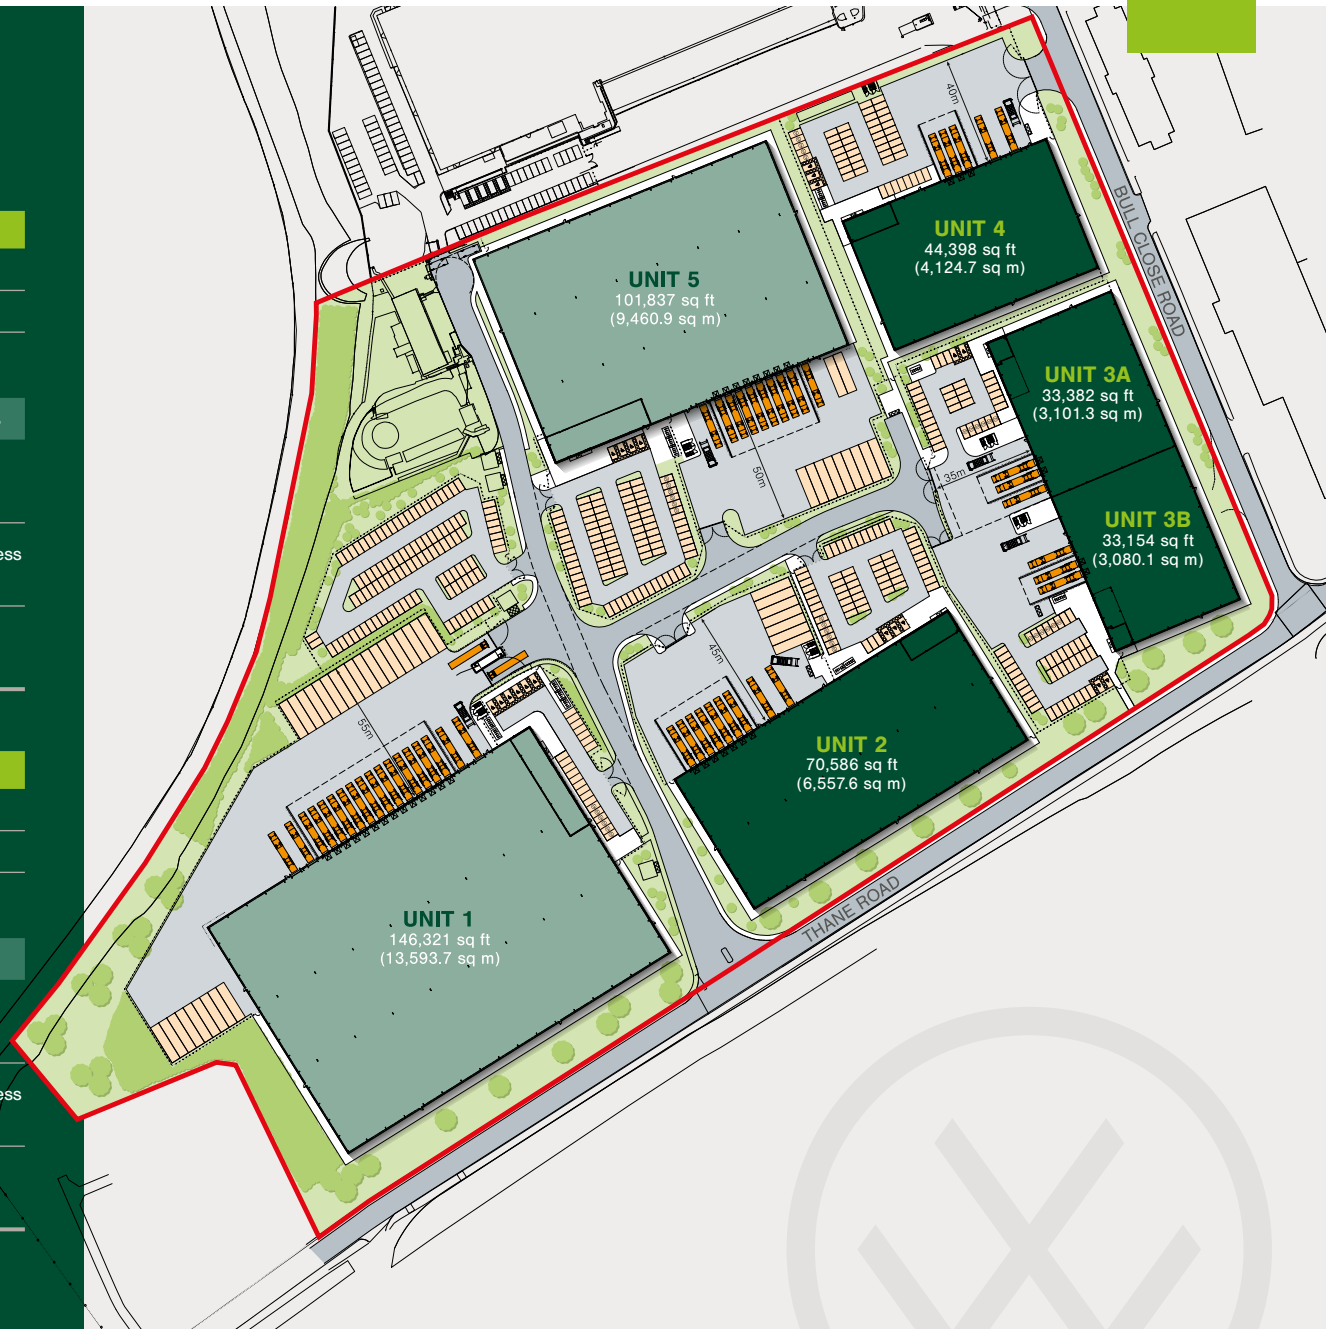 40m
BULL CLOSE ROAD
UNIT 4
44,398 sq ft
(4,124.7 sq m)
UNIT 5
101,837 sq ft
(9,460.9 sq m)
UNIT 3A
33,382 sq ft
(3,101.3 sq m)
50m
35m
UNIT 3B
33,154 sq ft
(3,080.1 sq m)
45m
55m
UNIT 2
70,586 sq ft
(6,557.6 sq m)
THANE ROAD
UNIT 1
146,321 sq ft
(13,593.7 sq m)